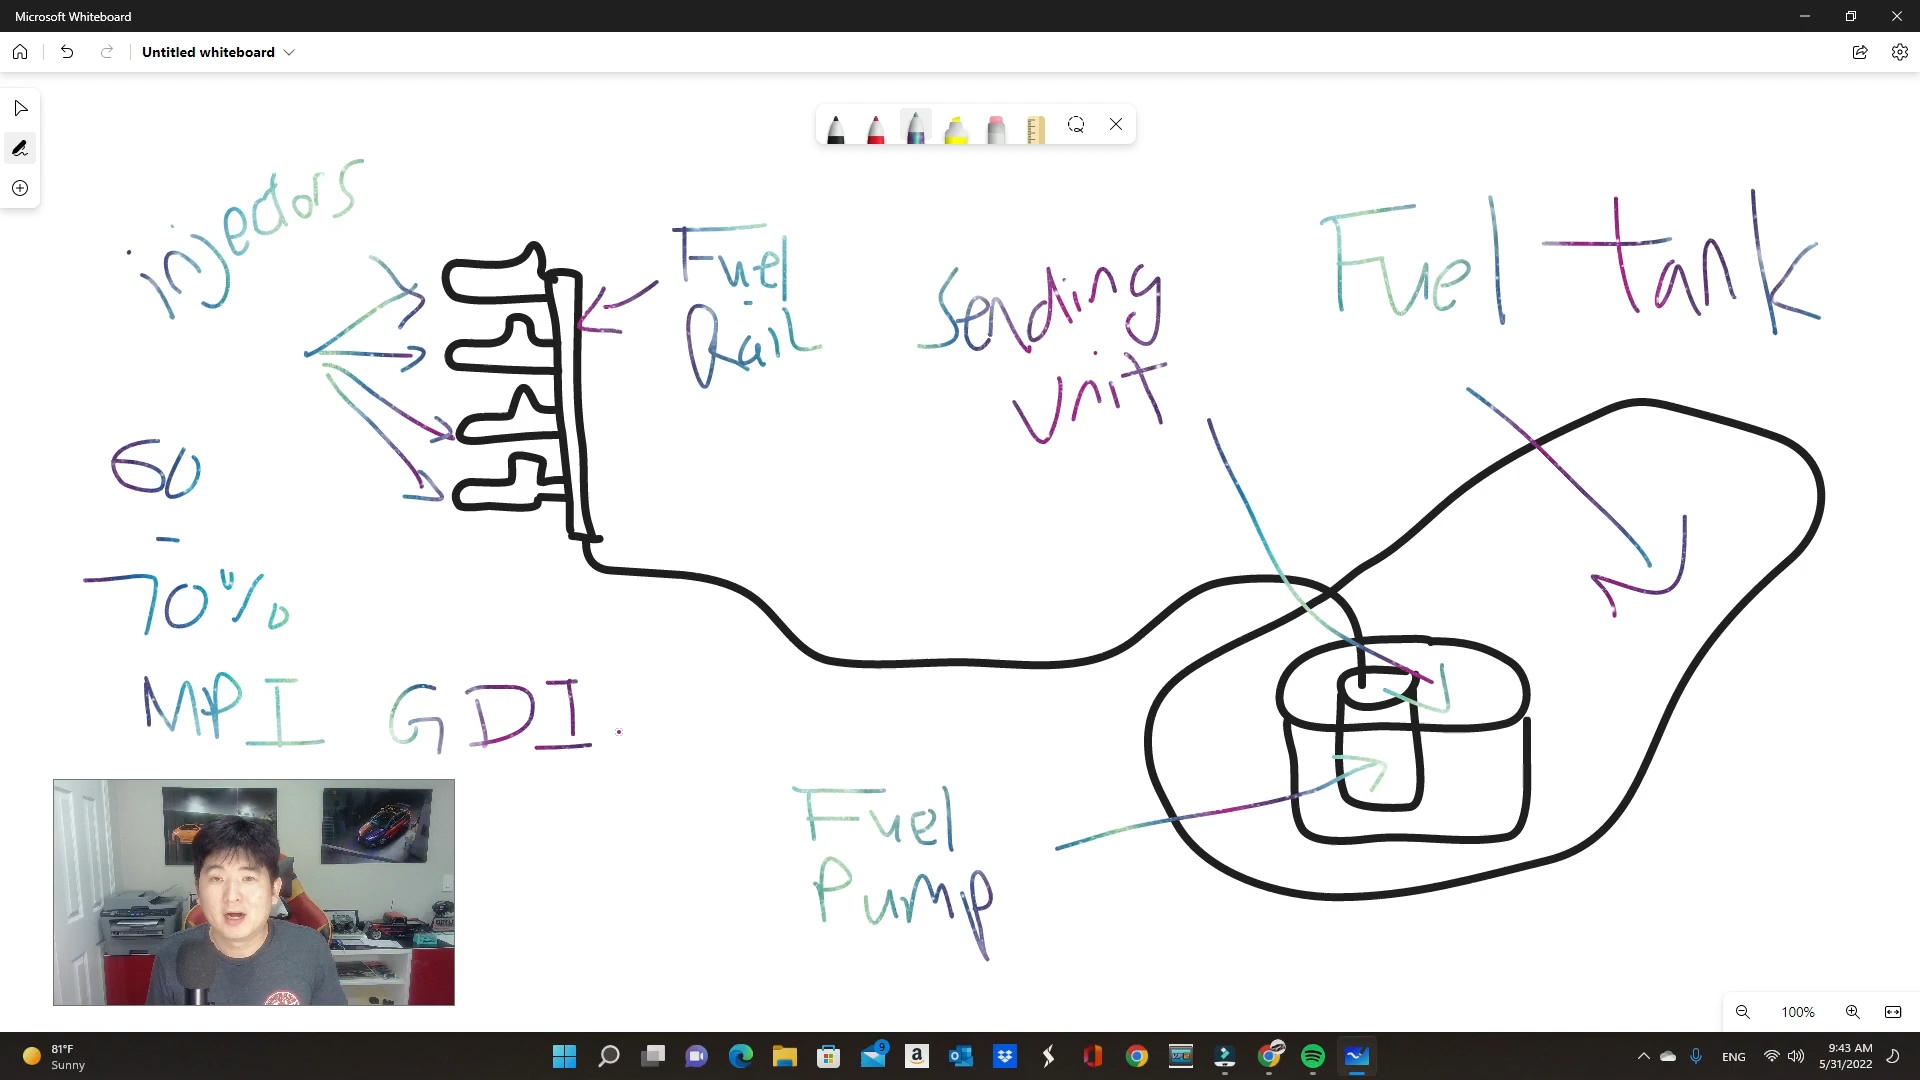 Microsoft Whiteboard
Untitled whiteboard
injectors
Fuel
Rail
Sending
Unit
Fuel tank
60
-
70%
MPI GDI
Fuel
Pump
100%
81°F
Sunny
9
a
ENG
9:43 AM
5/31/2022